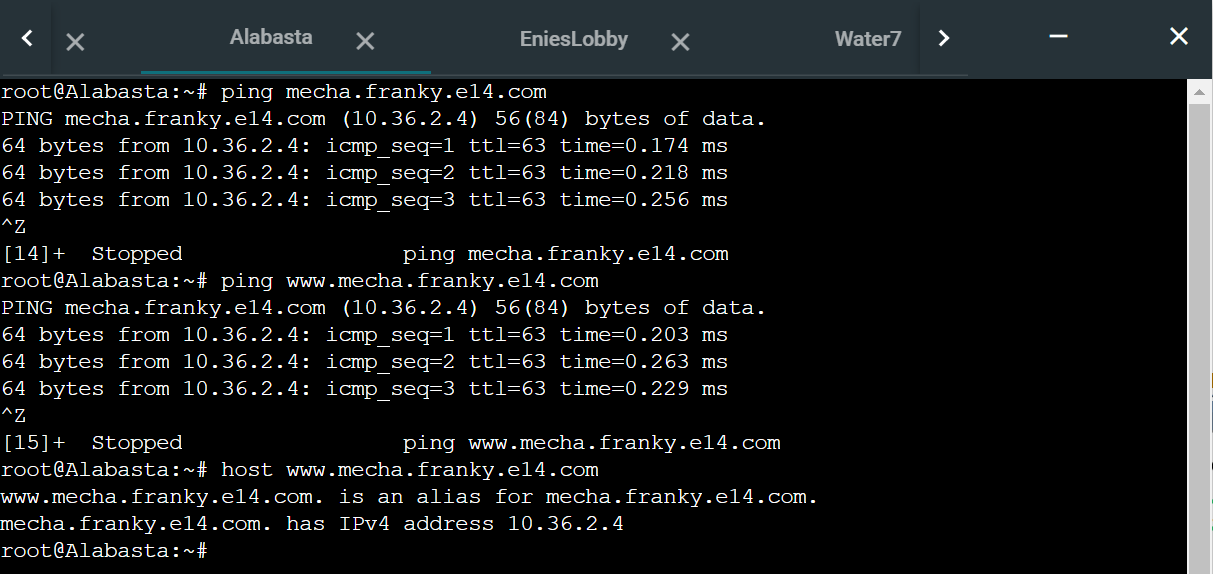 Alabasta EniesLobby Water7
root@Alabasta:~# ping mecha.franky.e14.com
PING mecha.franky.e14.com (10.36.2.4) 56(84) bytes of data.
64 bytes from 10.36.2.4: icmp_seq=1 ttl=63 time=0.174 ms
64 bytes from 10.36.2.4: icmp_seq=2 ttl=63 time=0.218 ms
64 bytes from 10.36.2.4: icmp_seq=3 ttl=63 time=0.256 ms
^Z
[14]+  Stopped                 ping mecha.franky.e14.com
root@Alabasta:~# ping www.mecha.franky.e14.com
PING mecha.franky.e14.com (10.36.2.4) 56(84) bytes of data.
64 bytes from 10.36.2.4: icmp_seq=1 ttl=63 time=0.203 ms
64 bytes from 10.36.2.4: icmp_seq=2 ttl=63 time=0.263 ms
64 bytes from 10.36.2.4: icmp_seq=3 ttl=63 time=0.229 ms
^Z
[15]+  Stopped                 ping www.mecha.franky.e14.com
root@Alabasta:~# host www.mecha.franky.e14.com
www.mecha.franky.e14.com. is an alias for mecha.franky.e14.com.
mecha.franky.e14.com. has IPv4 address 10.36.2.4
root@Alabasta:~#